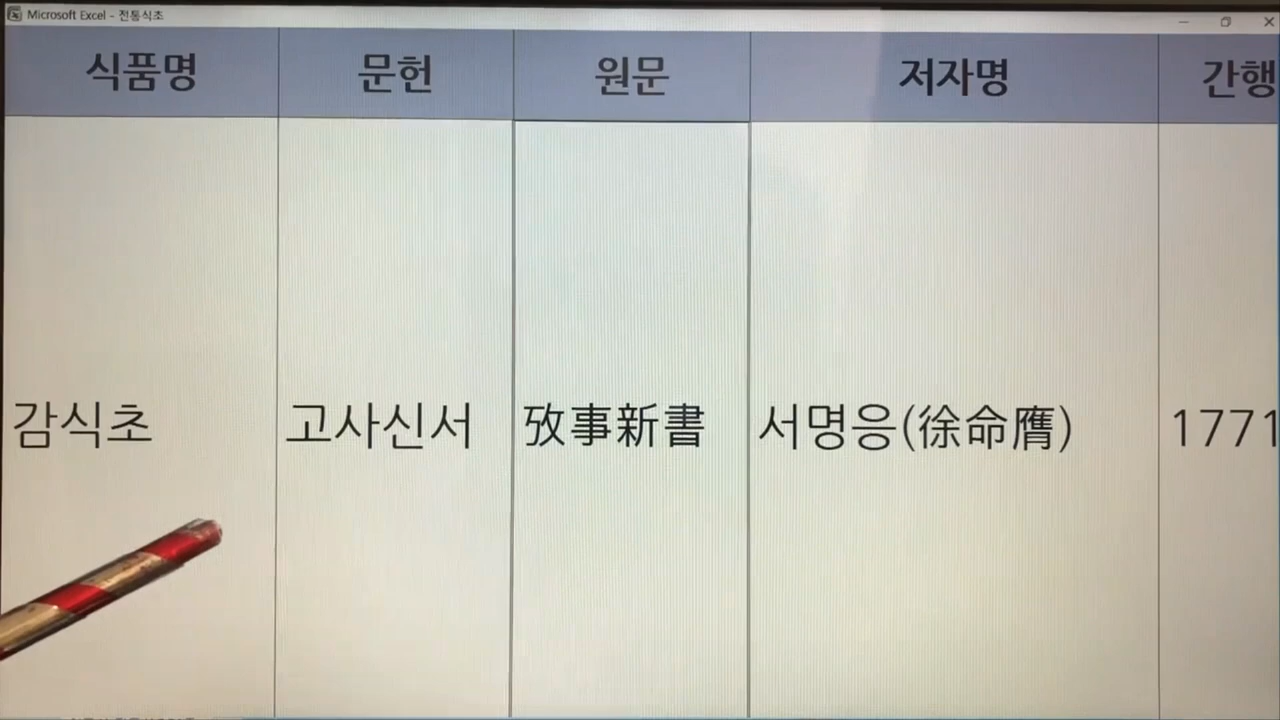 Microsoft Excel - 전통식초
식품명 문헌 원문 저자명 간행
감식초 고사신서 攷事新書 서명응(徐命膺) 1771